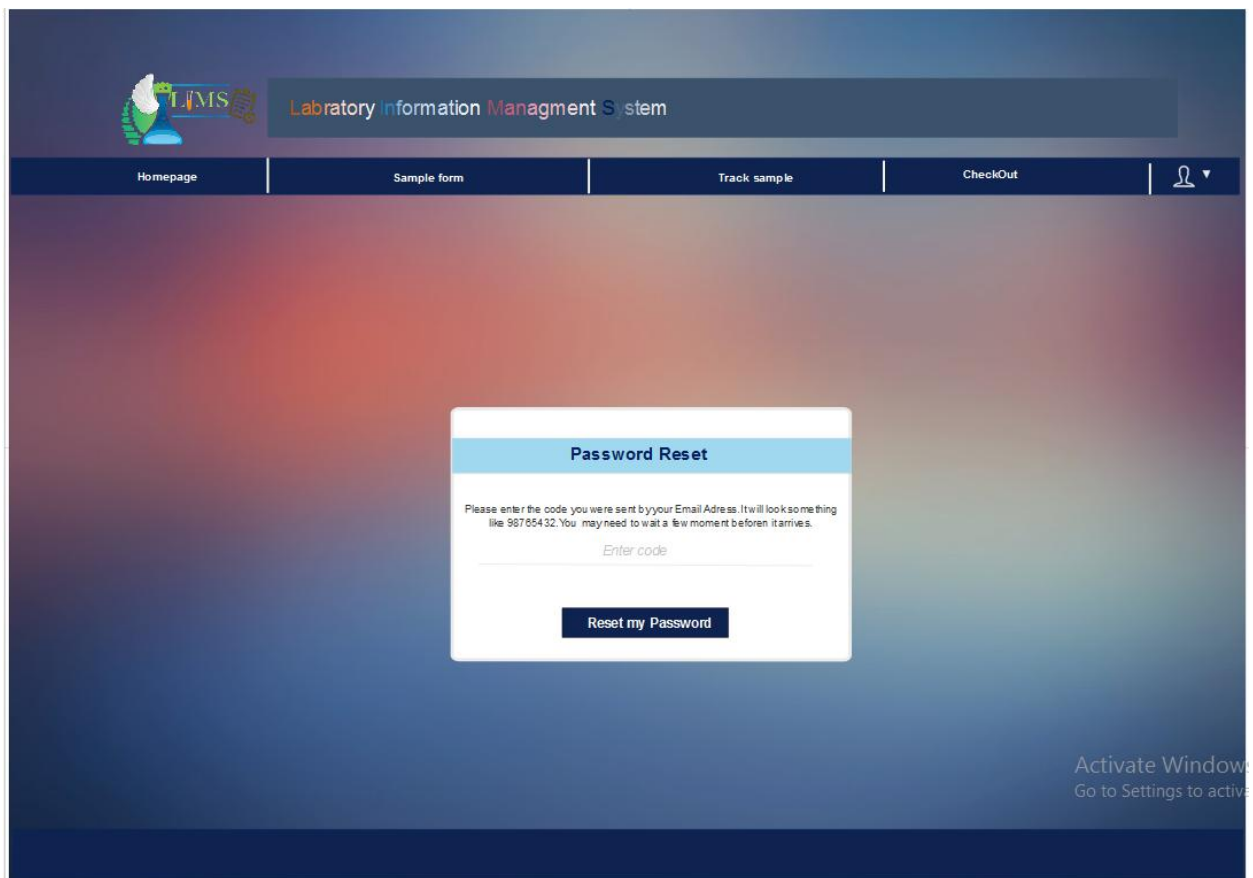 LIMS
Labratory Information Managment System
Homepage
Sample form
Track sample
CheckOut
Password Reset
Please enter the code you were sent by your Email Adress. It will look something
like 98765432. You may need to wait a few moment beforen it arrives.
Enter code
Reset my Password
Activate Windows
Go to Settings to activa